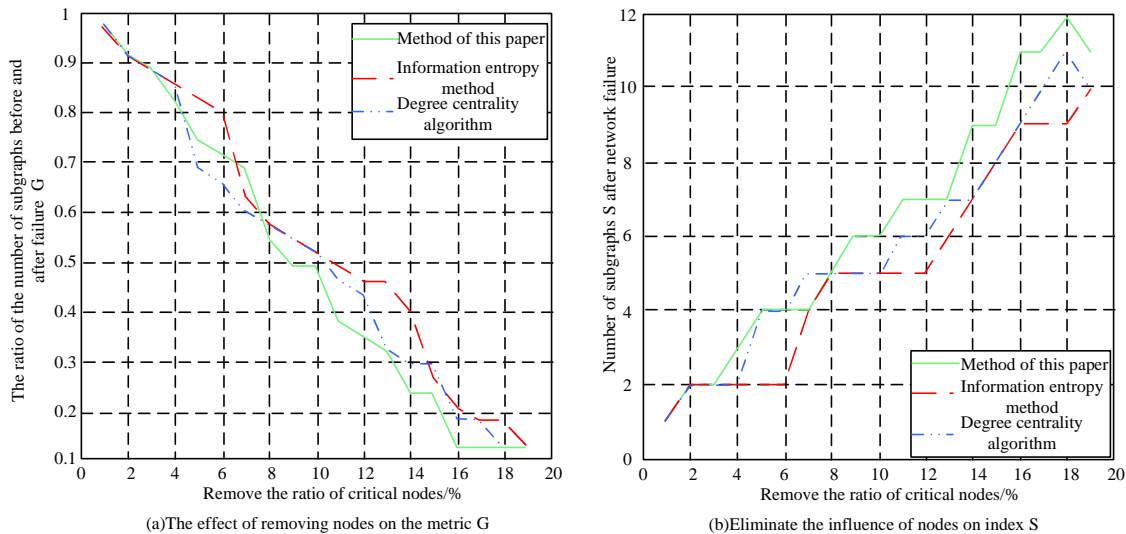 The ratio of the number of subgraphs before and
after failure G
1
0.9
0.8
0.7
0.6
0.5
0.4
0.3
0.2
0.1
0 2 4 6 8 10 12 14 16 18 20
Method of this paper
Information entropy
method
Degree centrality
algorithm
Remove the ratio of critical nodes/%
(a)The effect of removing nodes on the metric G
Number of subgraphs S after network failure
12
10
8
6
4
2
0
0 2 4 6 8 10 12 14 16 18 20
Method of this paper
Information entropy
method
Degree centrality
algorithm
Remove the ratio of critical nodes/%
(b)Eliminate the influence of nodes on index S